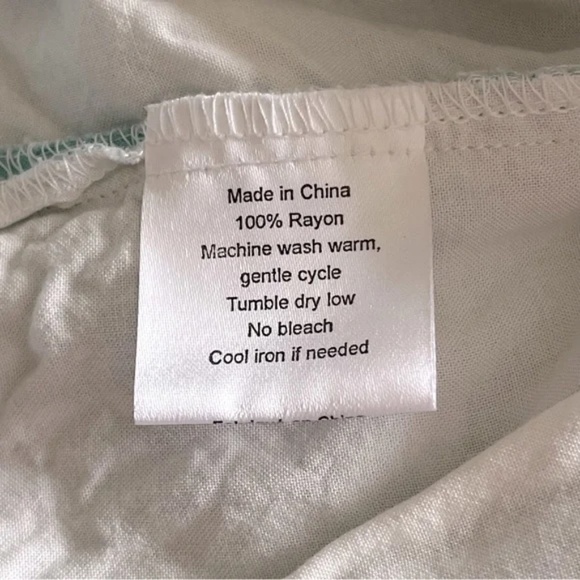 Made in China
100% Rayon
Machine wash warm,
gentle cycle
Tumble dry low
No bleach
Cool iron if needed